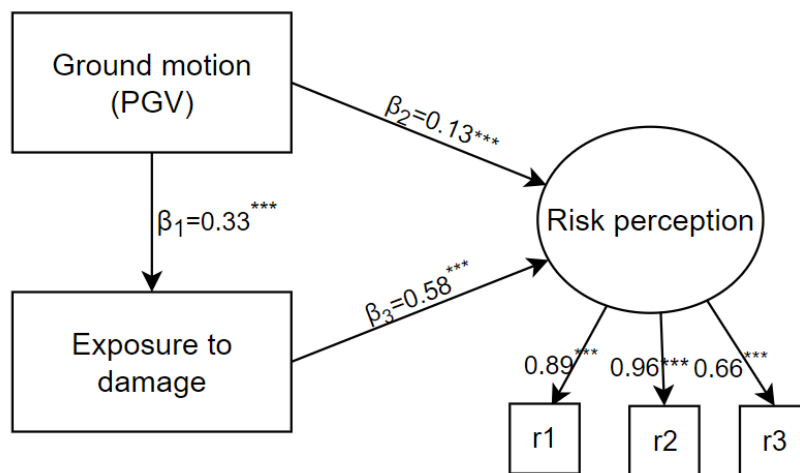 Ground motion
(PGV)
β2=0.13***
β1=0.33***
Risk perception
β3=0.58***
Exposure to
damage
0.89***
0.96***
0.66***
r1
r2
r3